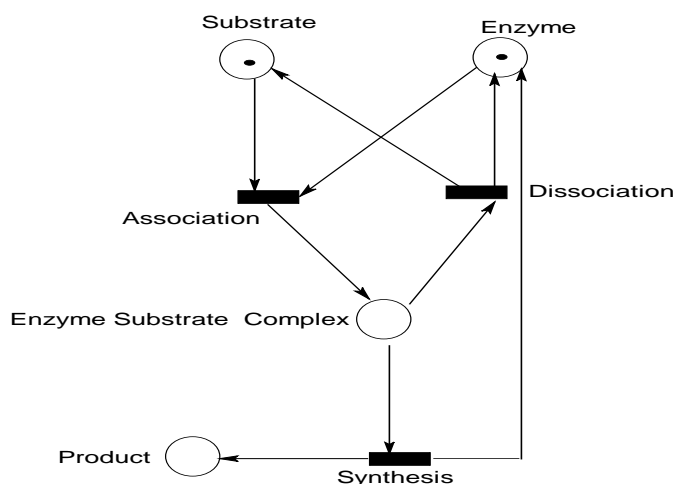 Substrate
Enzyme
Dissociation
Association
Enzyme Substrate Complex
Product
Synthesis